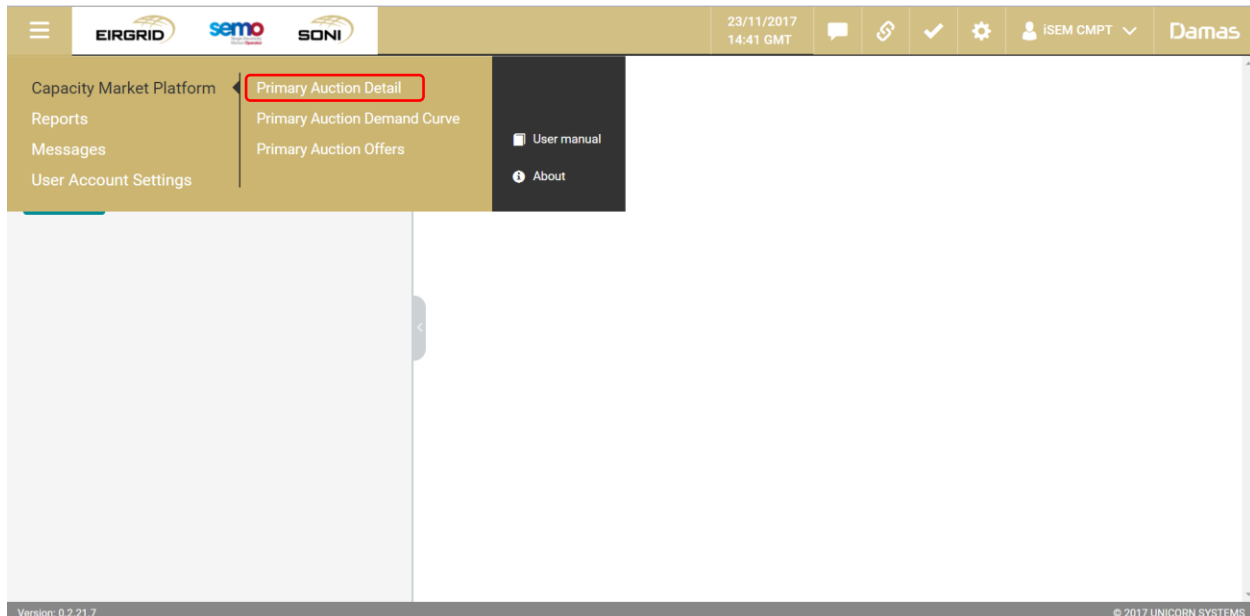 EIRGRID
semo
SONI
23/11/2017
14:41 GMT
iSEM CMPT
Damas
Capacity Market Platform
Reports
Messages
User Account Settings
Primary Auction Detail
Primary Auction Demand Curve
Primary Auction Offers
User manual
About
Version: 0.2.21.7
© 2017 UNICORN SYSTEMS